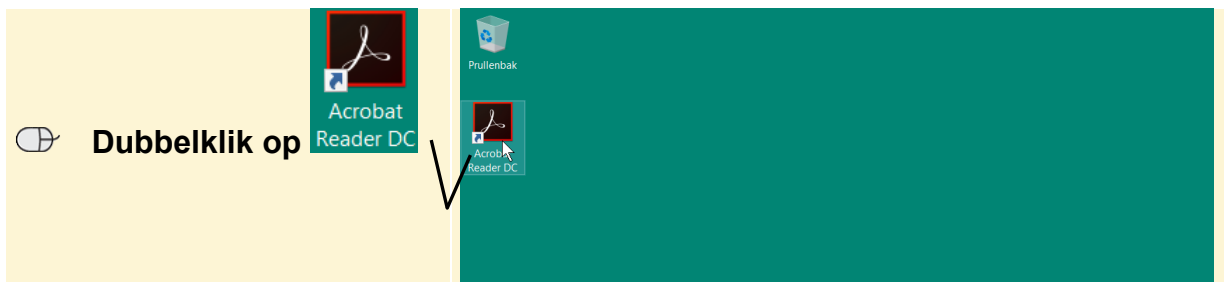 Dubbelklik op
Acrobat
Reader DC
Prullenbak
Acrobat
Reader DC